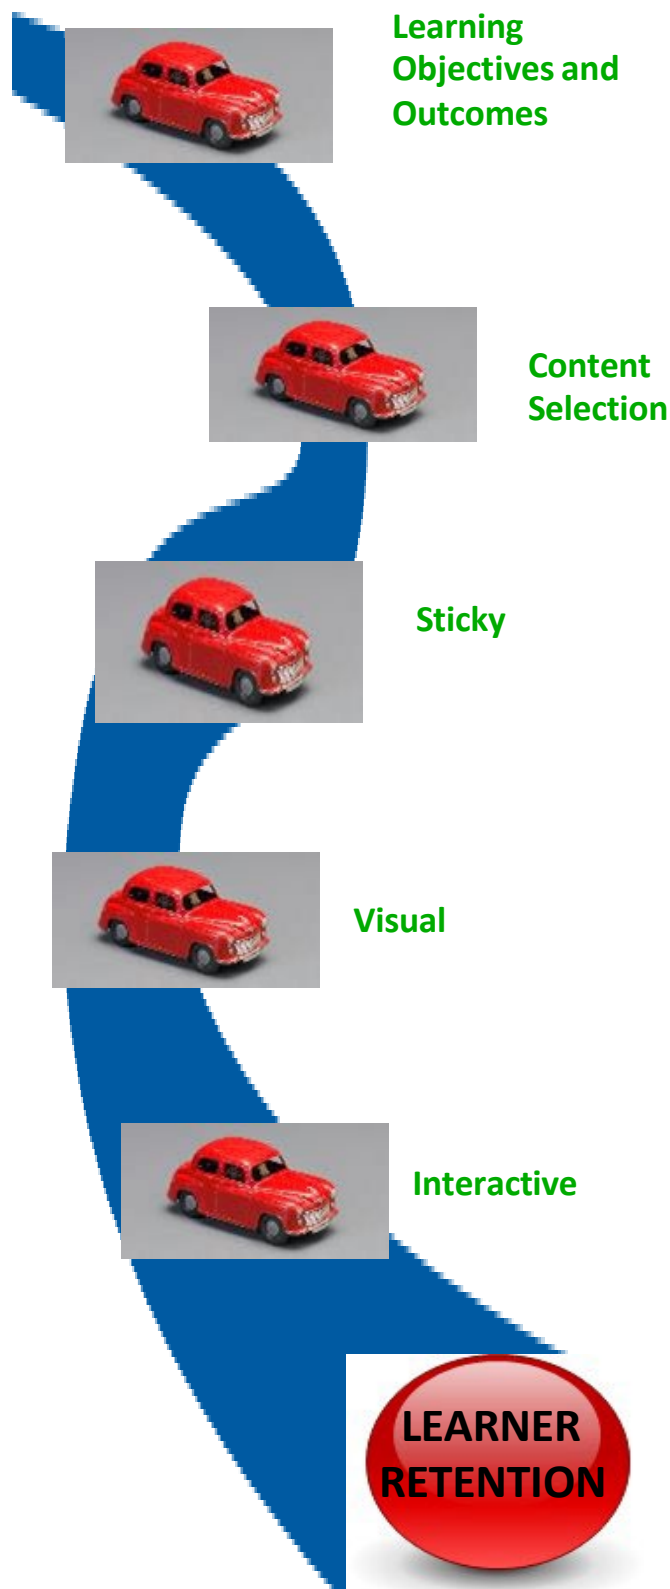 Learning
Objectives and
Outcomes
Content
Selection
Sticky
Visual
Interactive
LEARNER
RETENTION